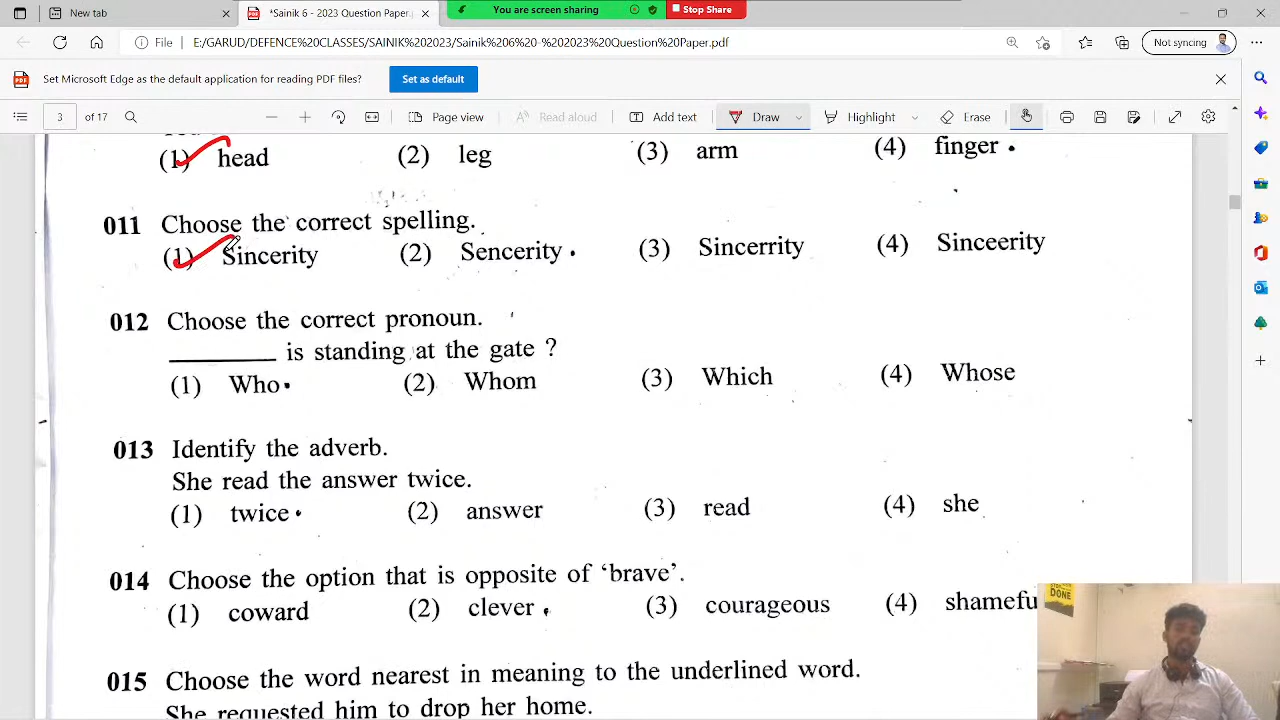 New tab
*Sainik 6 - 2023 Question Paper.p
You are screen sharing
Stop Share
File
E:/GARUD/DEFENCE%20CLASSES/SAINIK%202023/Sainik%206%20-%202023%20Question%20Paper.pdf
Not syncing
Set Microsoft Edge as the default application for reading PDF files?
Set as default
3 of 17
Page view
Read aloud
Add text
Draw
Highlight
Erase
(1) head (2) leg (3) arm (4) finger
011 Choose the correct spelling.
(1) Sincerity (2) Sencerity (3) Sincerrity (4) Sinceerity
012 Choose the correct pronoun.
________ is standing at the gate ?
(1) Who (2) Whom (3) Which (4) Whose
013 Identify the adverb.
She read the answer twice.
(1) twice (2) answer (3) read (4) she
014 Choose the option that is opposite of ‘brave’.
(1) coward (2) clever (3) courageous (4) shamefu
DONE
015 Choose the word nearest in meaning to the underlined word.
She requested him to drop her home.